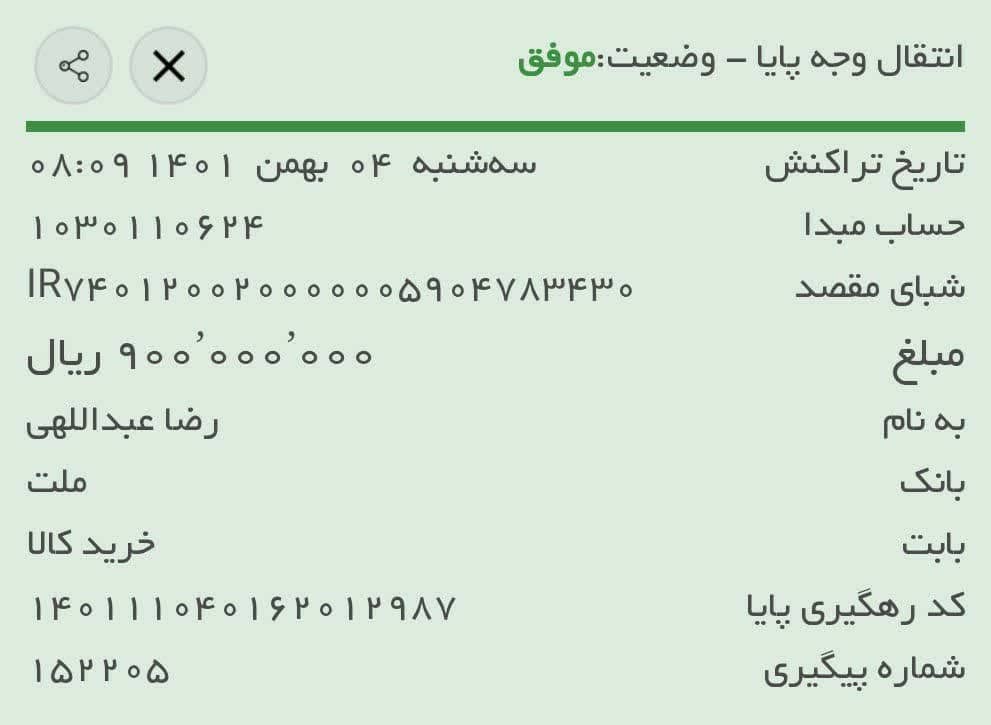 انتقال وجه پایا - وضعیت:موفق
تاریخ تراکنش سه‌شنبه ۰۴ بهمن ۱۴۰۱ ۰۸:۰۹
حساب مبدا ۱۰۳۰۱۱۰۶۲۴
شبای مقصد IR۷۴۰۱۲۰۰۲۰۰۰۰۰۰۵۹۰۴۷۸۳۴۳۰
مبلغ ۹۰۰٬۰۰۰٬۰۰۰ ریال
به نام رضا عبداللهی
بانک ملت
بابت خرید کالا
کد رهگیری پایا ۱۴۰۱۱۱۰۴۰۱۶۲۰۱۲۹۸۷
شماره پیگیری ۱۵۲۲۰۵